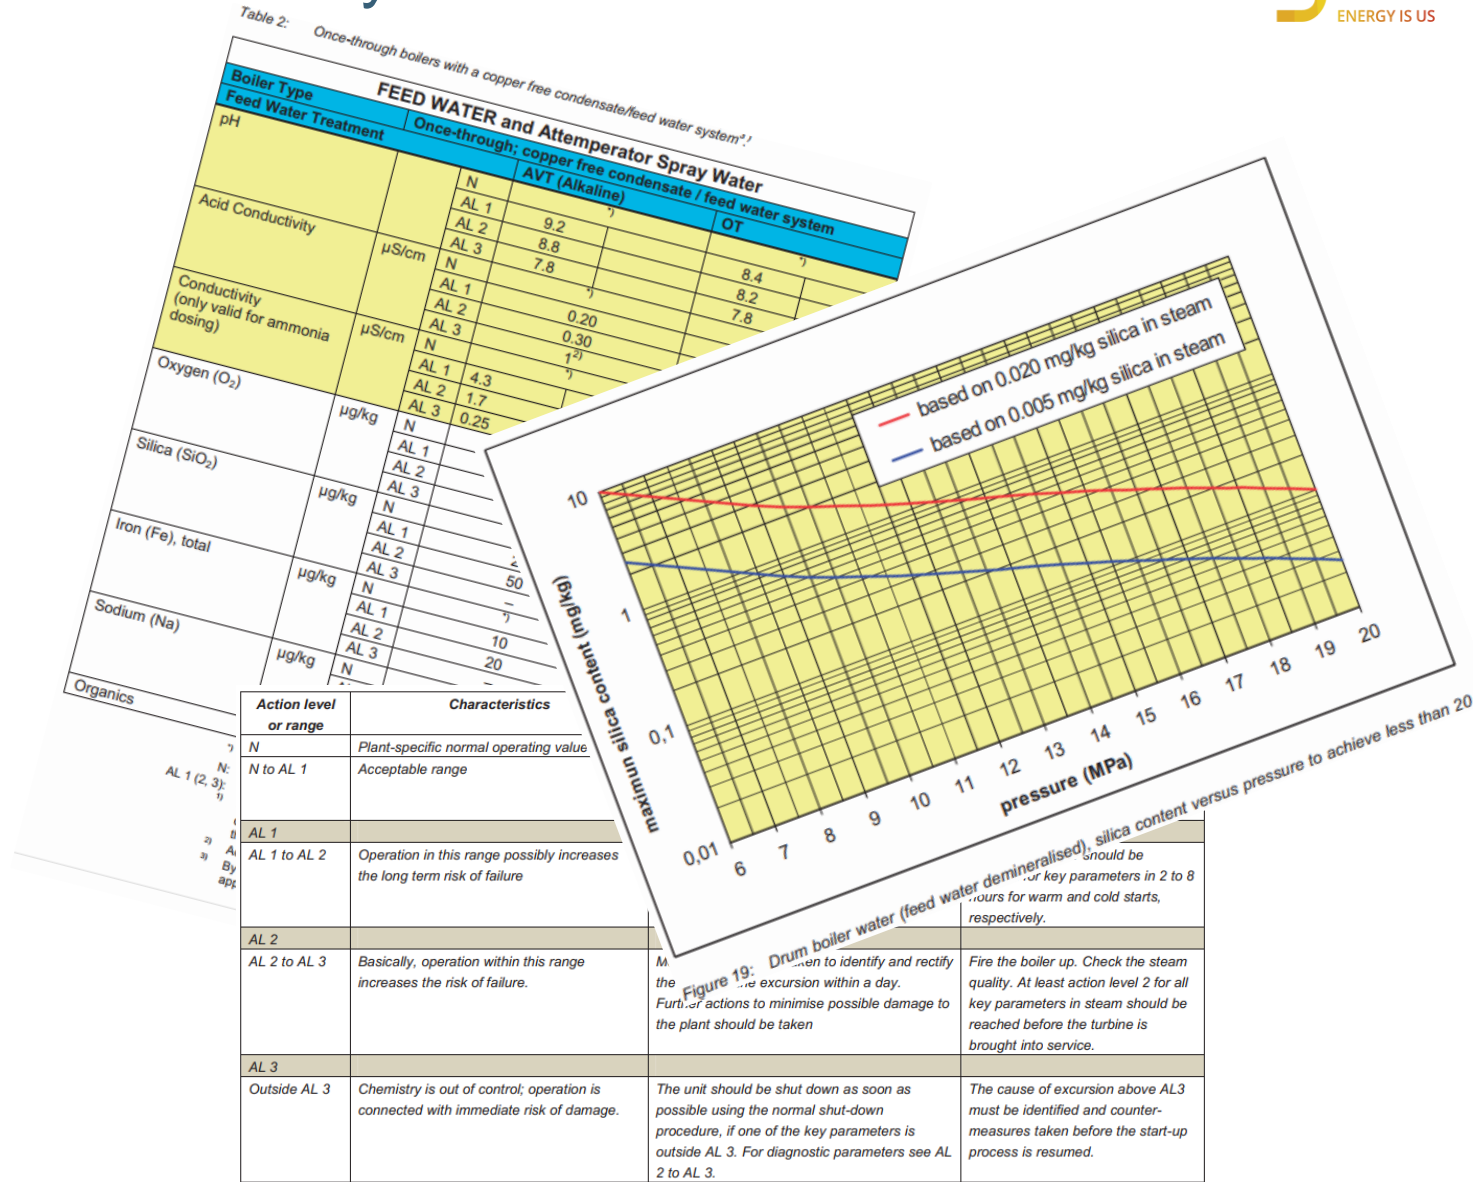 ENERGY IS US
Table 2: Once-through boilers with a copper free condensate/feed water system
FEED WATER and Attemperator Spray Water
Boiler Type
Once-through; copper free condensate / feed water system
Feed Water Treatment
AVT (Alkaline)
OT
pH
N *) *)
AL 1 9.2 8.4
AL 2 8.8 8.2
AL 3 7.8 7.8
Acid Conductivity
µS/cm
N *)
AL 1 0.20
AL 2 0.30
AL 3 1 2)
Conductivity
(only valid for ammonia
dosing)
µS/cm
N *)
AL 1 4.3
AL 2 1.7
AL 3 0.25
Oxygen (O₂)
µg/kg
N
AL 1
AL 2
AL 3
Silica (SiO₂)
µg/kg
N
AL 1
AL 2
AL 3 50
Iron (Fe), total
µg/kg
N *)
AL 1 10
AL 2 20
AL 3 –
Sodium (Na)
µg/kg
N
Organics
*)
N:
AL 1 (2, 3):
1)
2)
3) By
app
based on 0.020 mg/kg silica in steam
based on 0.005 mg/kg silica in steam
maximun silica content (mg/kg)
10
1
0,1
0,01
6 7 8 9 10 11 12 13 14 15 16 17 18 19 20
pressure (MPa)
Figure 19: Drum boiler water (feed water demineralised), silica content versus pressure to achieve less than 20
Action level
or range
Characteristics
N
Plant-specific normal operating value
N to AL 1
Acceptable range
AL 1
AL 1 to AL 2
Operation in this range possibly increases
the long term risk of failure
should be
key parameters in 2 to 8
hours for warm and cold starts,
respectively.
AL 2
AL 2 to AL 3
Basically, operation within this range
increases the risk of failure.
to identify and rectify
the excursion within a day.
Further actions to minimise possible damage to
the plant should be taken
Fire the boiler up. Check the steam
quality. At least action level 2 for all
key parameters in steam should be
reached before the turbine is
brought into service.
AL 3
Outside AL 3
Chemistry is out of control; operation is
connected with immediate risk of damage.
The unit should be shut down as soon as
possible using the normal shut-down
procedure, if one of the key parameters is
outside AL 3. For diagnostic parameters see AL
2 to AL 3.
The cause of excursion above AL3
must be identified and counter-
measures taken before the start-up
process is resumed.